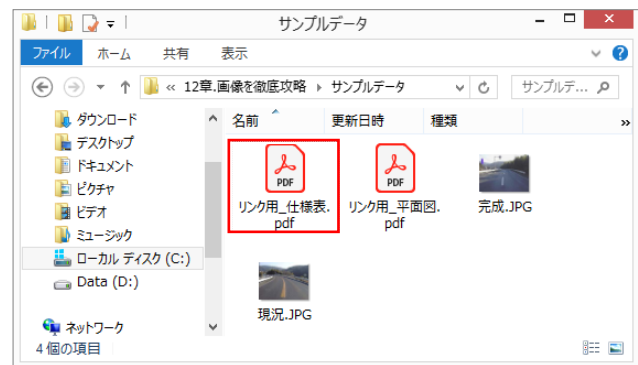 サンプルデータ
ファイル ホーム 共有 表示
« 12章.画像を徹底攻略 ▸ サンプルデータ サンプルデ...
ダウンロード
デスクトップ
ドキュメント
ピクチャ
ビデオ
ミュージック
ローカル ディスク (C:)
Data (D:)
ネットワーク
名前 更新日時 種類 »
PDF
リンク用_仕様表.
pdf
PDF
リンク用_平面図.
pdf
完成.JPG
現況.JPG
4 個の項目